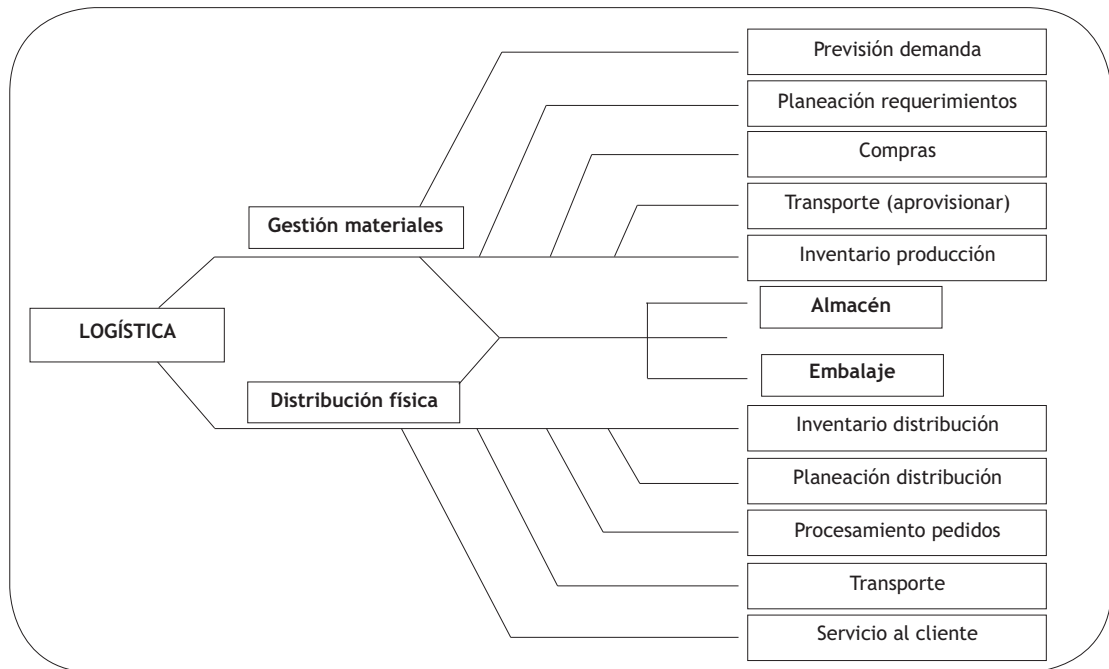 Previsión demanda
Planeación requerimientos
Compras
Transporte (aprovisionar)
Gestión materiales
Inventario producción
Almacén
LOGÍSTICA
Embalaje
Distribución física
Inventario distribución
Planeación distribución
Procesamiento pedidos
Transporte
Servicio al cliente